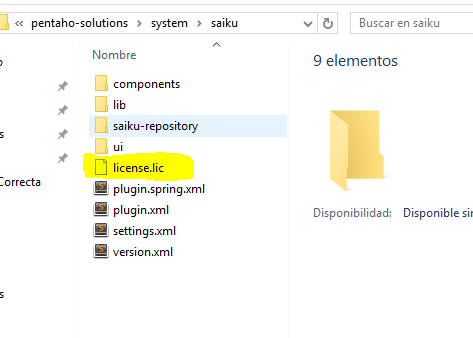 « pentaho-solutions > system > saiku
Buscar en saiku
Nombre
components
lib
saiku-repository
ui
license.lic
plugin.spring.xml
plugin.xml
settings.xml
version.xml
Correcta
9 elementos
Disponibilidad: Disponible sin